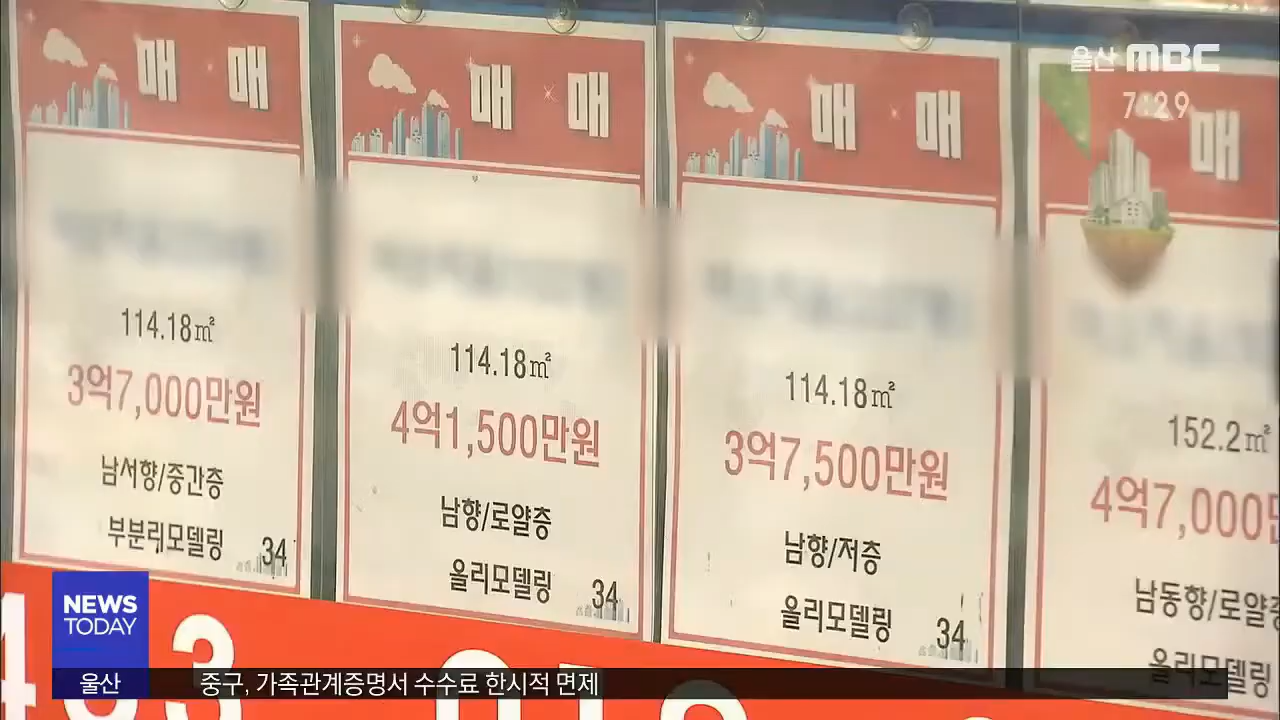 울산 MBC
7:29
매매
114.18㎡
3억7,000만원
남서향/중간층
부분리모델링
34
매매
114.18㎡
4억1,500만원
남향/로얄층
올리모델링
34
매매
114.18㎡
3억7,500만원
남향/저층
올리모델링
34
매
152.2㎡
4억7,000만
남동향/로얄층
올리모델링
NEWS
TODAY
울산
중구, 가족관계증명서 수수료 한시적 면제